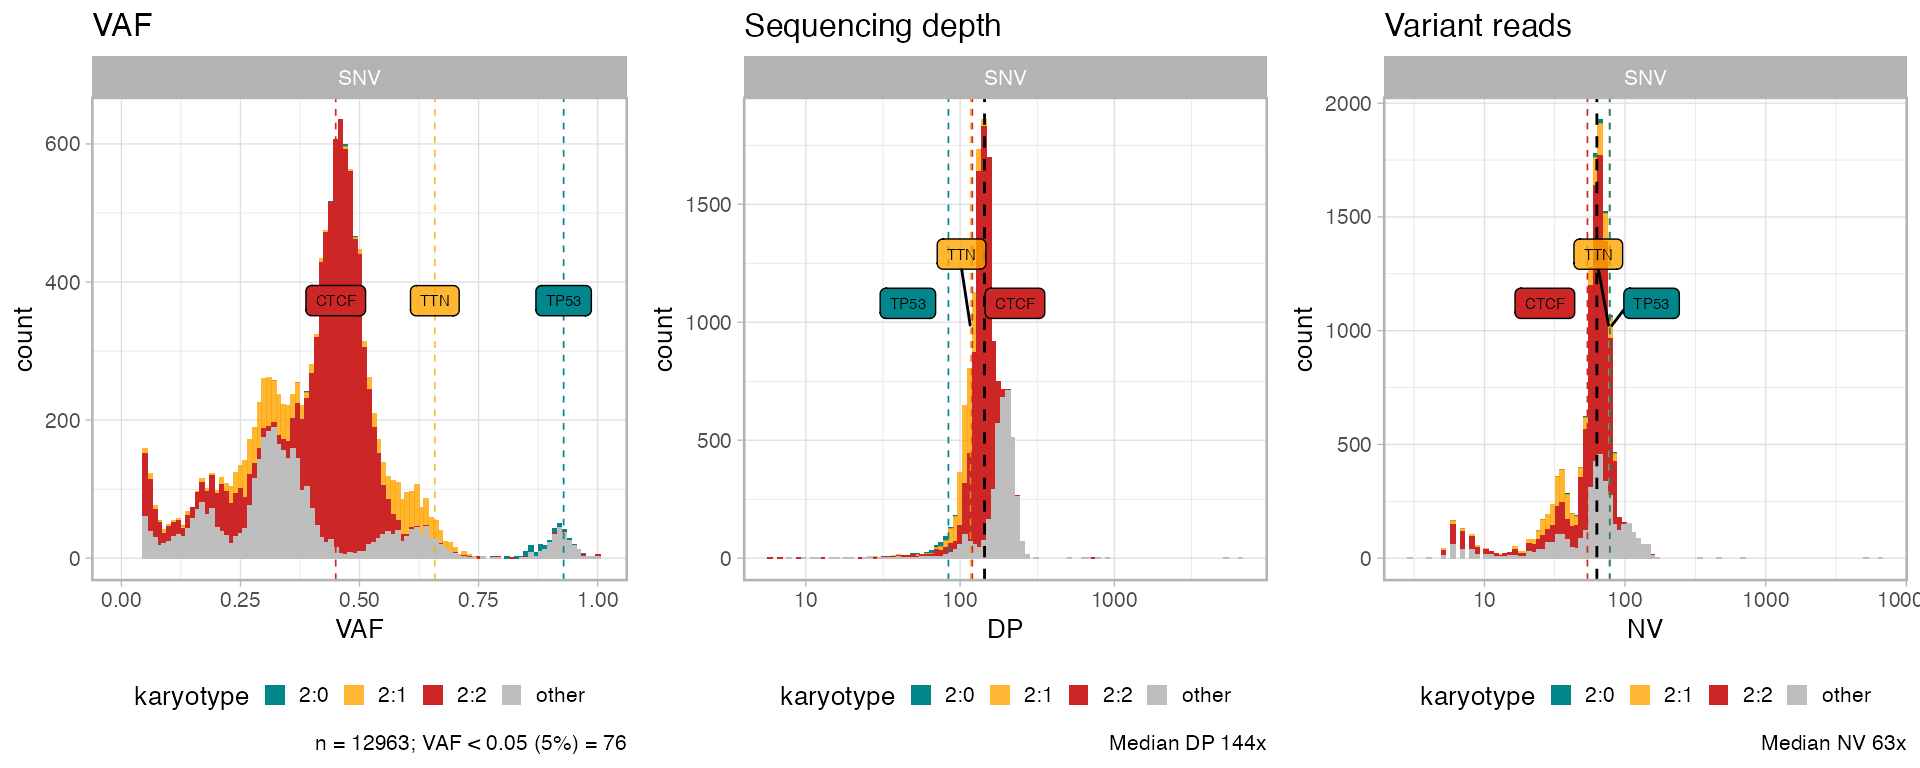 VAF
SNV
600
400
200
0
count
CTCF
TTN
TP53
0.00
0.25
0.50
0.75
1.00
VAF
karyotype 2:0 2:1 2:2 other
n = 12963; VAF < 0.05 (5%) = 76
Sequencing depth
SNV
1500
1000
500
0
count
TTN
TP53
CTCF
10
100
1000
DP
karyotype 2:0 2:1 2:2 other
Median DP 144x
Variant reads
SNV
2000
1500
1000
500
0
count
TTN
CTCF
TP53
10
100
1000
1000
NV
karyotype 2:0 2:1 2:2 other
Median NV 63x